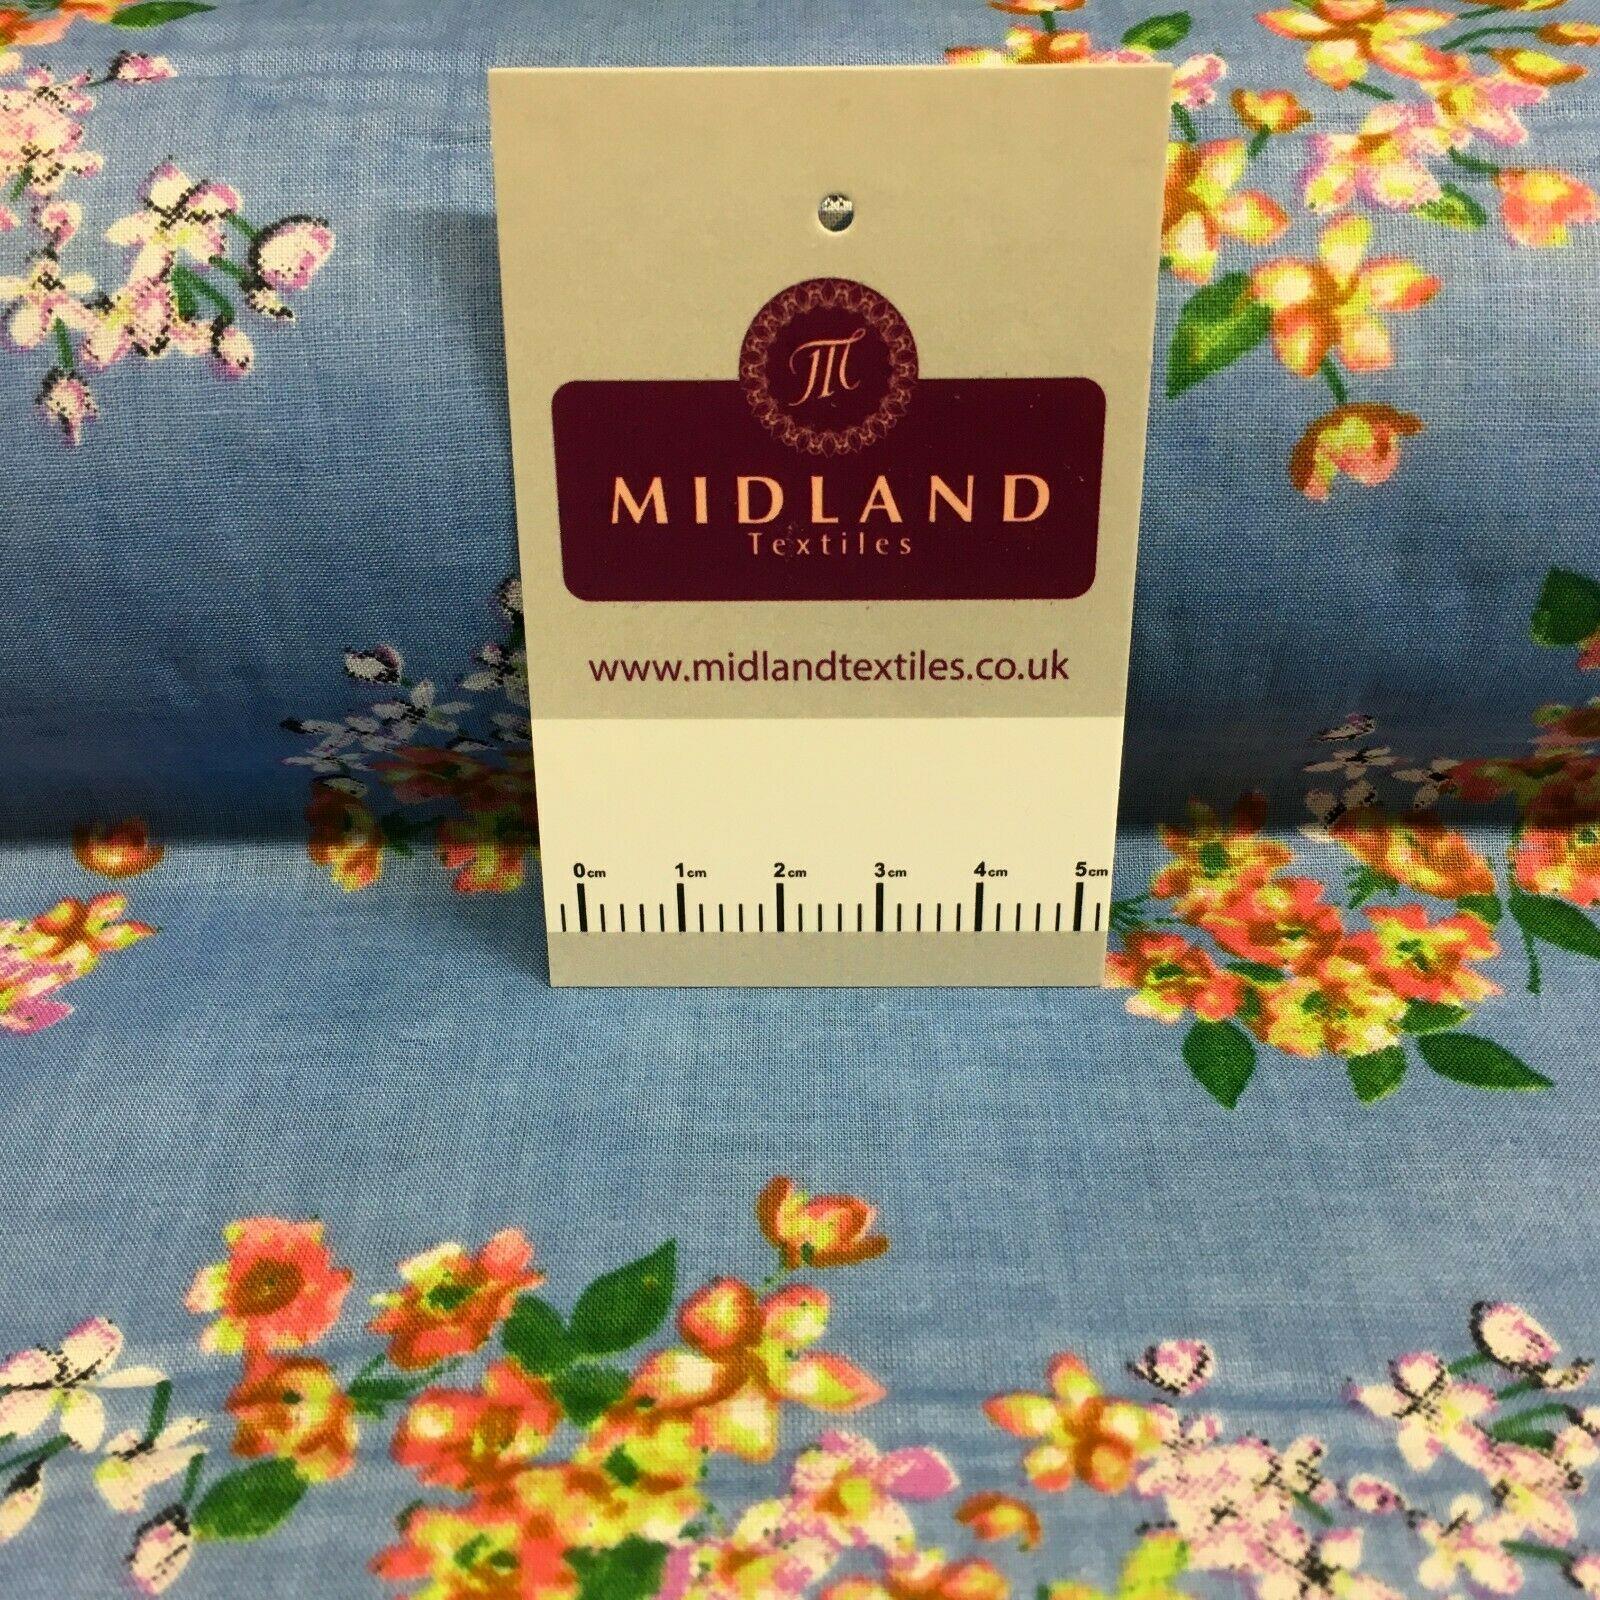 M
MIDLAND
Textiles
www.midlandtextiles.co.uk
0cm 1cm 2cm 3cm 4cm 5cm